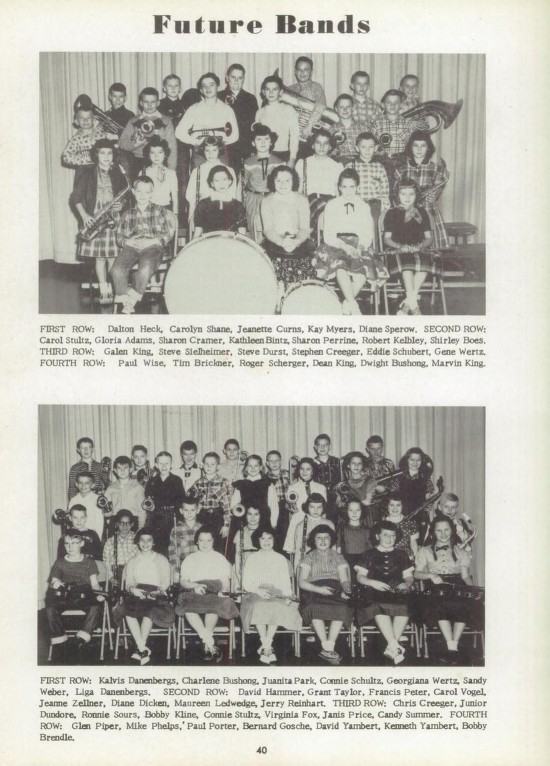 Future Bands
FIRST ROW: Dalton Heck, Carolyn Shane, Jeanette Curns, Kay Myers, Diane Sperow. SECOND ROW:
Carol Stultz, Gloria Adams, Sharon Cramer, Kathleen Bintz, Sharon Perrine, Robert Kelbley, Shirley Boes.
THIRD ROW: Galen King, Steve Sielheimer, Steve Durst, Stephen Creeger, Eddie Schubert, Gene Wertz.
FOURTH ROW: Paul Wise, Tim Brickner, Roger Scherger, Dean King, Dwight Bushong, Marvin King.
FIRST ROW: Kalvis Danenbergs, Charlene Bushong, Juanita Park, Connie Schultz, Georgiana Wertz, Sandy
Weber, Liga Danenbergs. SECOND ROW: David Hammer, Grant Taylor, Francis Peter, Carol Vogel,
Jeanne Zellner, Diane Dicken, Maureen Ledwedge, Jerry Reinhart. THIRD ROW: Chris Creeger, Junior
Dundore, Ronnie Sours, Bobby Kline, Connie Stultz, Virginia Fox, Janis Price, Candy Summer. FOURTH
ROW: Glen Piper, Mike Phelps, Paul Porter, Bernard Gosche, David Yambert, Kenneth Yambert, Bobby
Brendle.
40